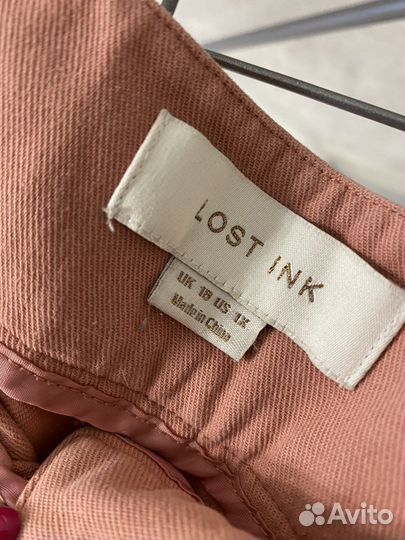 LOST INK
UK 18 US 1X
Made in China
Avito